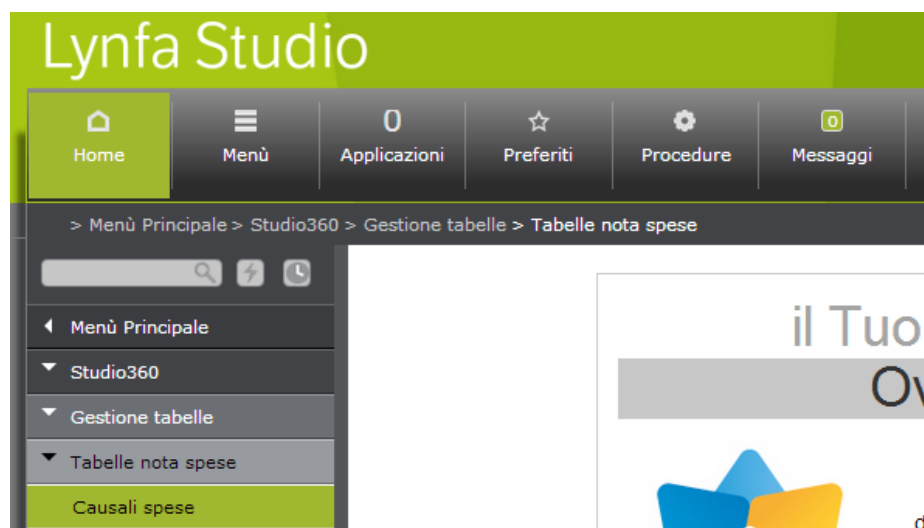 Lynfa Studio
0 0
Home Menù Applicazioni Preferiti Procedure Messaggi
> Menù Principale > Studio360 > Gestione tabelle > Tabelle nota spese
Menù Principale
Studio360
Gestione tabelle
Tabelle nota spese
Causali spese
il Tuo